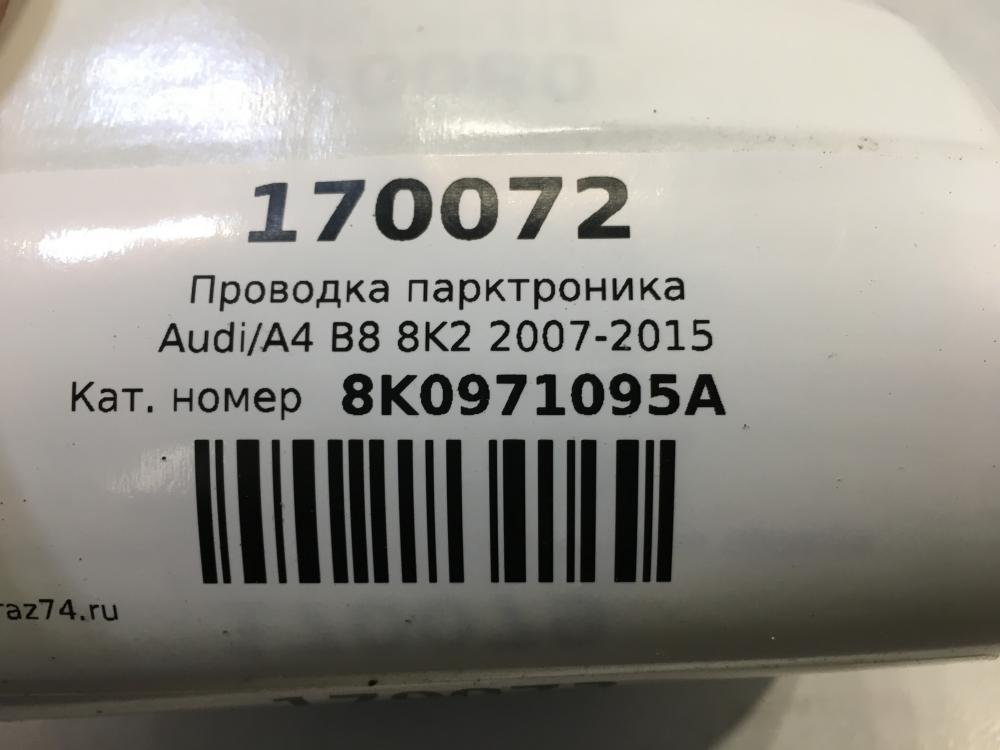 170072
Проводка парктроника
Audi/A4 B8 8K2 2007-2015
Кат. номер 8K0971095A
raz74.ru